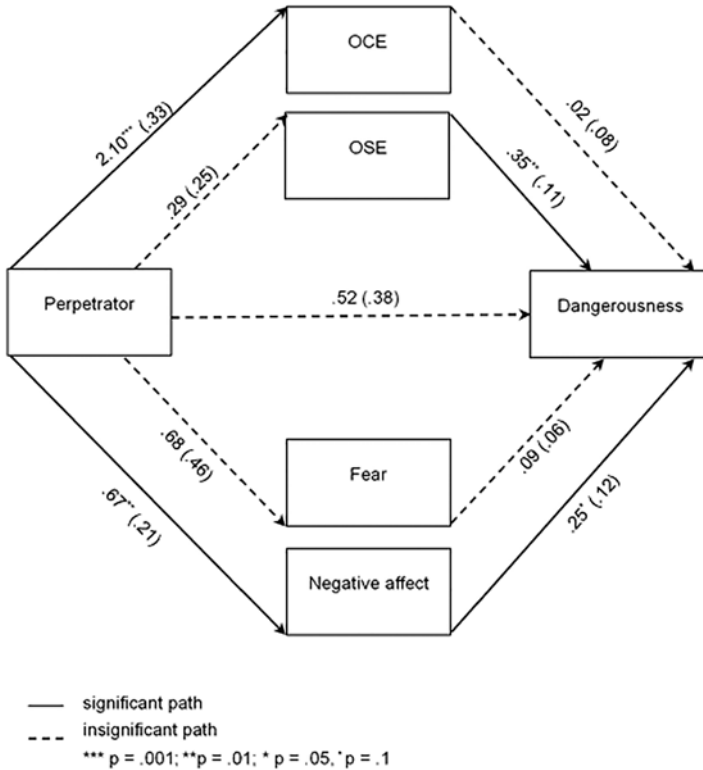 OCE
2.10*** (.33)
.02 (.08)
OSE
.29 (.25)
.35** (.11)
Perpetrator
.52 (.38)
Dangerousness
.68 (.46)
Fear
.09 (.06)
.67** (.21)
Negative affect
.25* (.12)
significant path
insignificant path
*** p = .001; **p = .01; * p = .05, ˙p = .1